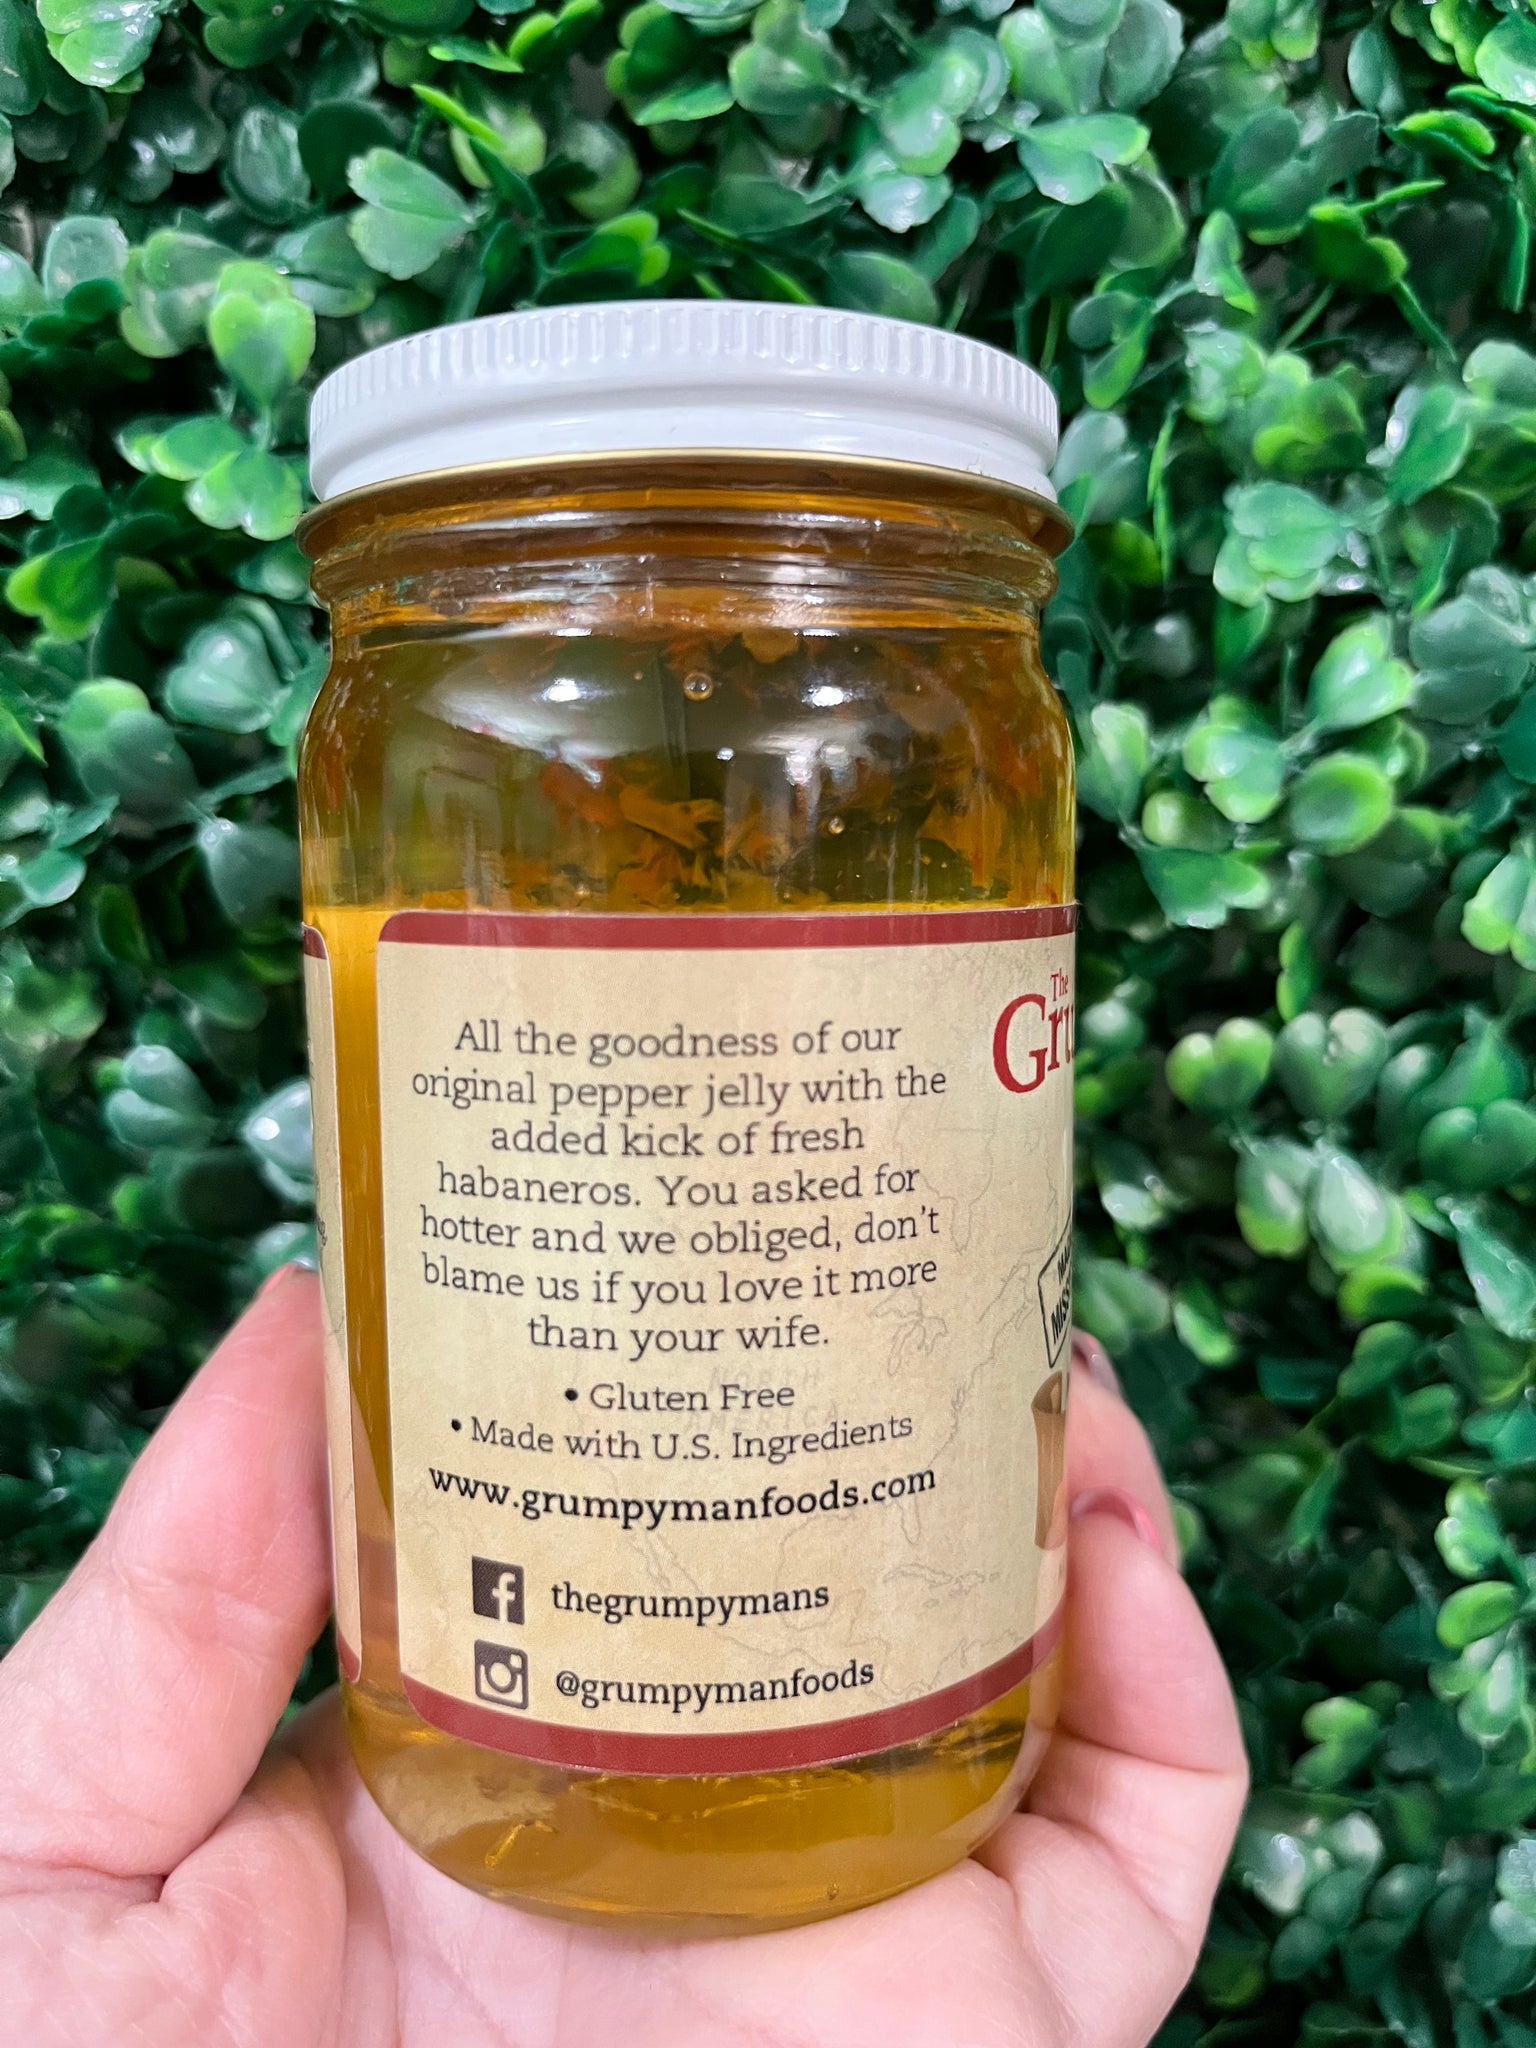 All the goodness of our
original pepper jelly with the
added kick of fresh
habaneros. You asked for
hotter and we obliged, don't
blame us if you love it more
than your wife.
• Gluten Free
• Made with U.S. Ingredients
www.grumpymanfoods.com
f thegrumpymans
@grumpymanfoods
The
NORTH
AMERICA